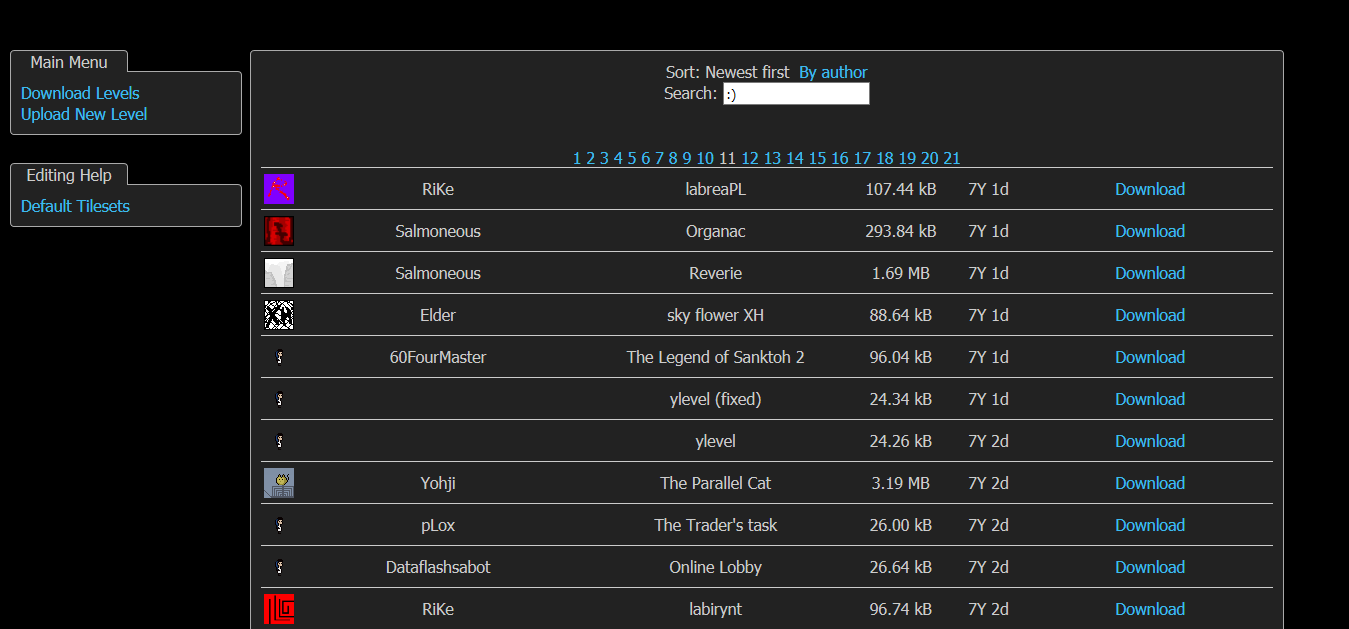 Main Menu
Download Levels
Upload New Level
Editing Help
Default Tilesets
Sort: Newest first By author
Search: :)
1 2 3 4 5 6 7 8 9 10 11 12 13 14 15 16 17 18 19 20 21
RiKe labreaPL 107.44 kB 7Y 1d Download
Salmoneous Organac 293.84 kB 7Y 1d Download
Salmoneous Reverie 1.69 MB 7Y 1d Download
XH Elder sky flower XH 88.64 kB 7Y 1d Download
60FourMaster The Legend of Sanktoh 2 96.04 kB 7Y 1d Download
ylevel (fixed) 24.34 kB 7Y 1d Download
ylevel 24.26 kB 7Y 2d Download
Yohji The Parallel Cat 3.19 MB 7Y 2d Download
pLox The Trader's task 26.00 kB 7Y 2d Download
Dataflashsabot Online Lobby 26.64 kB 7Y 2d Download
RiKe labirynt 96.74 kB 7Y 2d Download